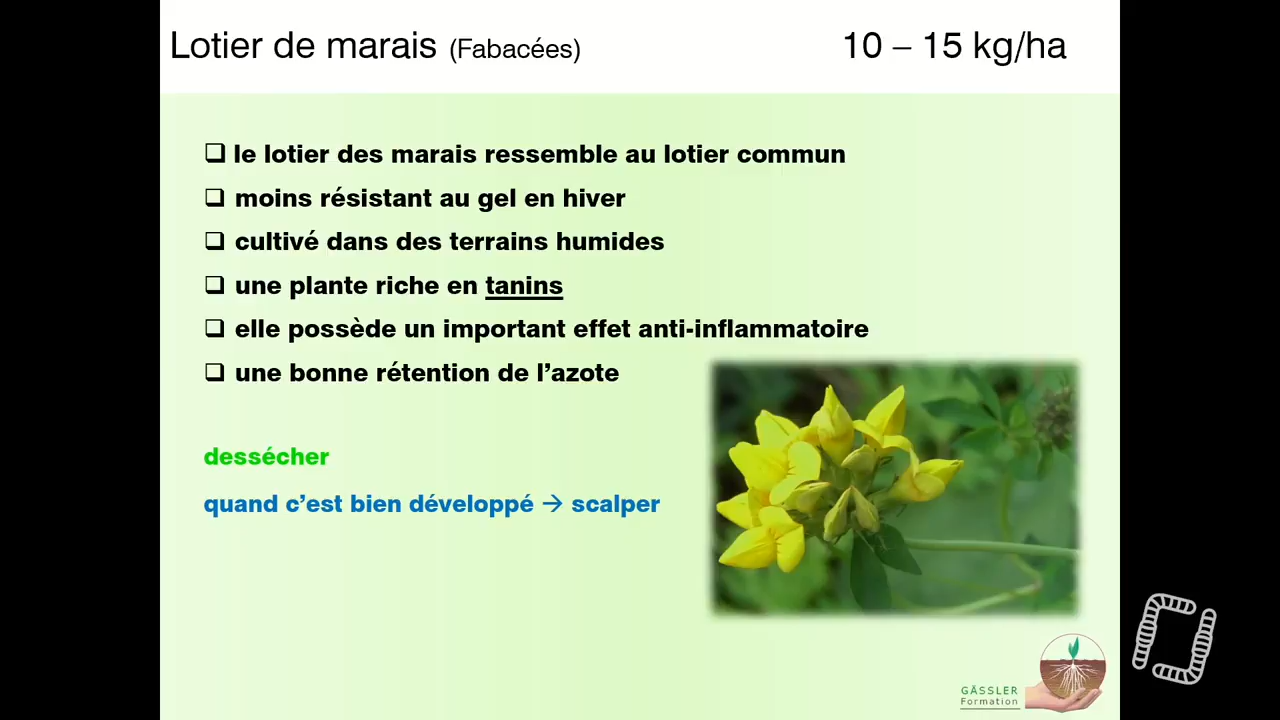 Lotier de marais (Fabacées) 10 – 15 kg/ha
❑ le lotier des marais ressemble au lotier commun
❑ moins résistant au gel en hiver
❑ cultivé dans des terrains humides
❑ une plante riche en tanins
❑ elle possède un important effet anti-inflammatoire
❑ une bonne rétention de l’azote
dessécher
quand c’est bien développé → scalper
GÄSSLER
Formation